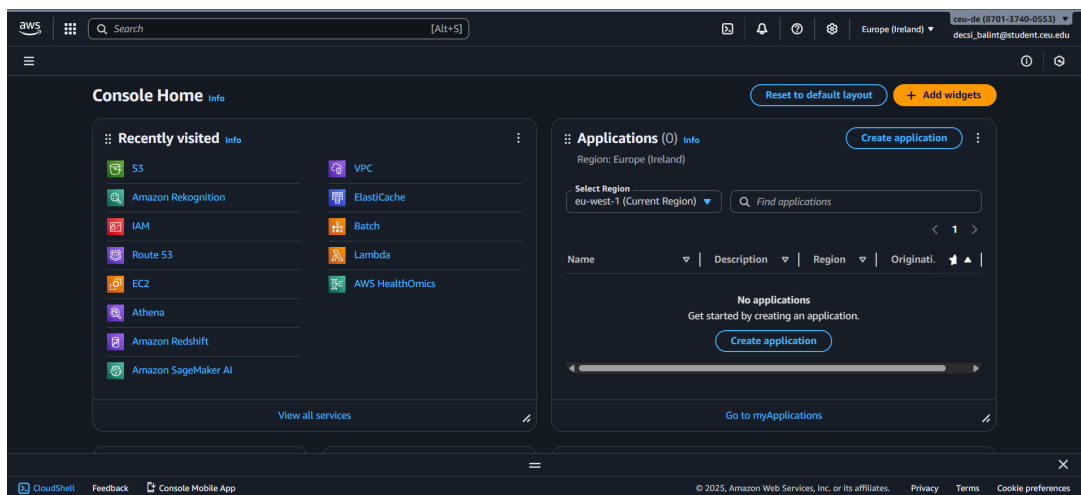 aws
Search [Alt+S]
Europe (Ireland)
ceu-de (8701-3740-0553)
decsi_balint@student.ceu.edu
Console Home Info
Reset to default layout
+ Add widgets
Recently visited Info
S3
Amazon Rekognition
IAM
Route 53
EC2
Athena
Amazon Redshift
Amazon SageMaker AI
VPC
ElastiCache
Batch
Lambda
AWS HealthOmics
View all services
Applications (0) Info
Create application
Region: Europe (Ireland)
Select Region
eu-west-1 (Current Region)
Find applications
1
Name Description Region Originati.
No applications
Get started by creating an application.
Create application
Go to myApplications
CloudShell Feedback Console Mobile App
© 2025, Amazon Web Services, Inc. or its affiliates. Privacy Terms Cookie preferences